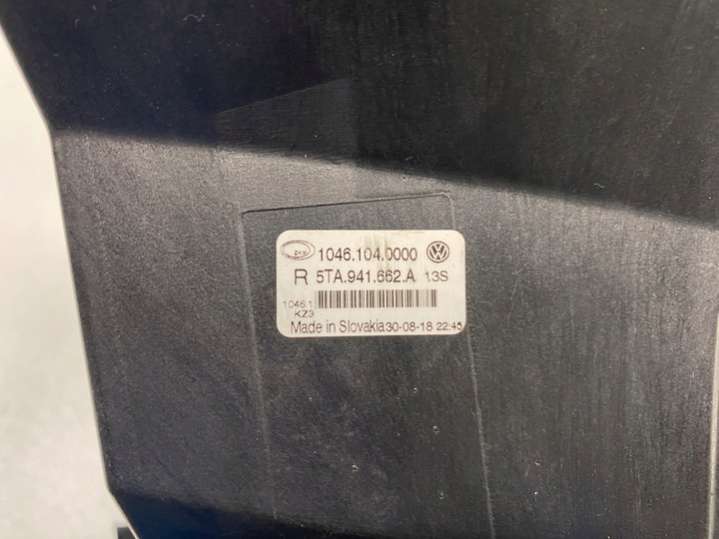 1046.104.0000
R 5TA.941.662.A 13S
1046.1
KZ3
Made in Slovakia 30-08-18 22:45